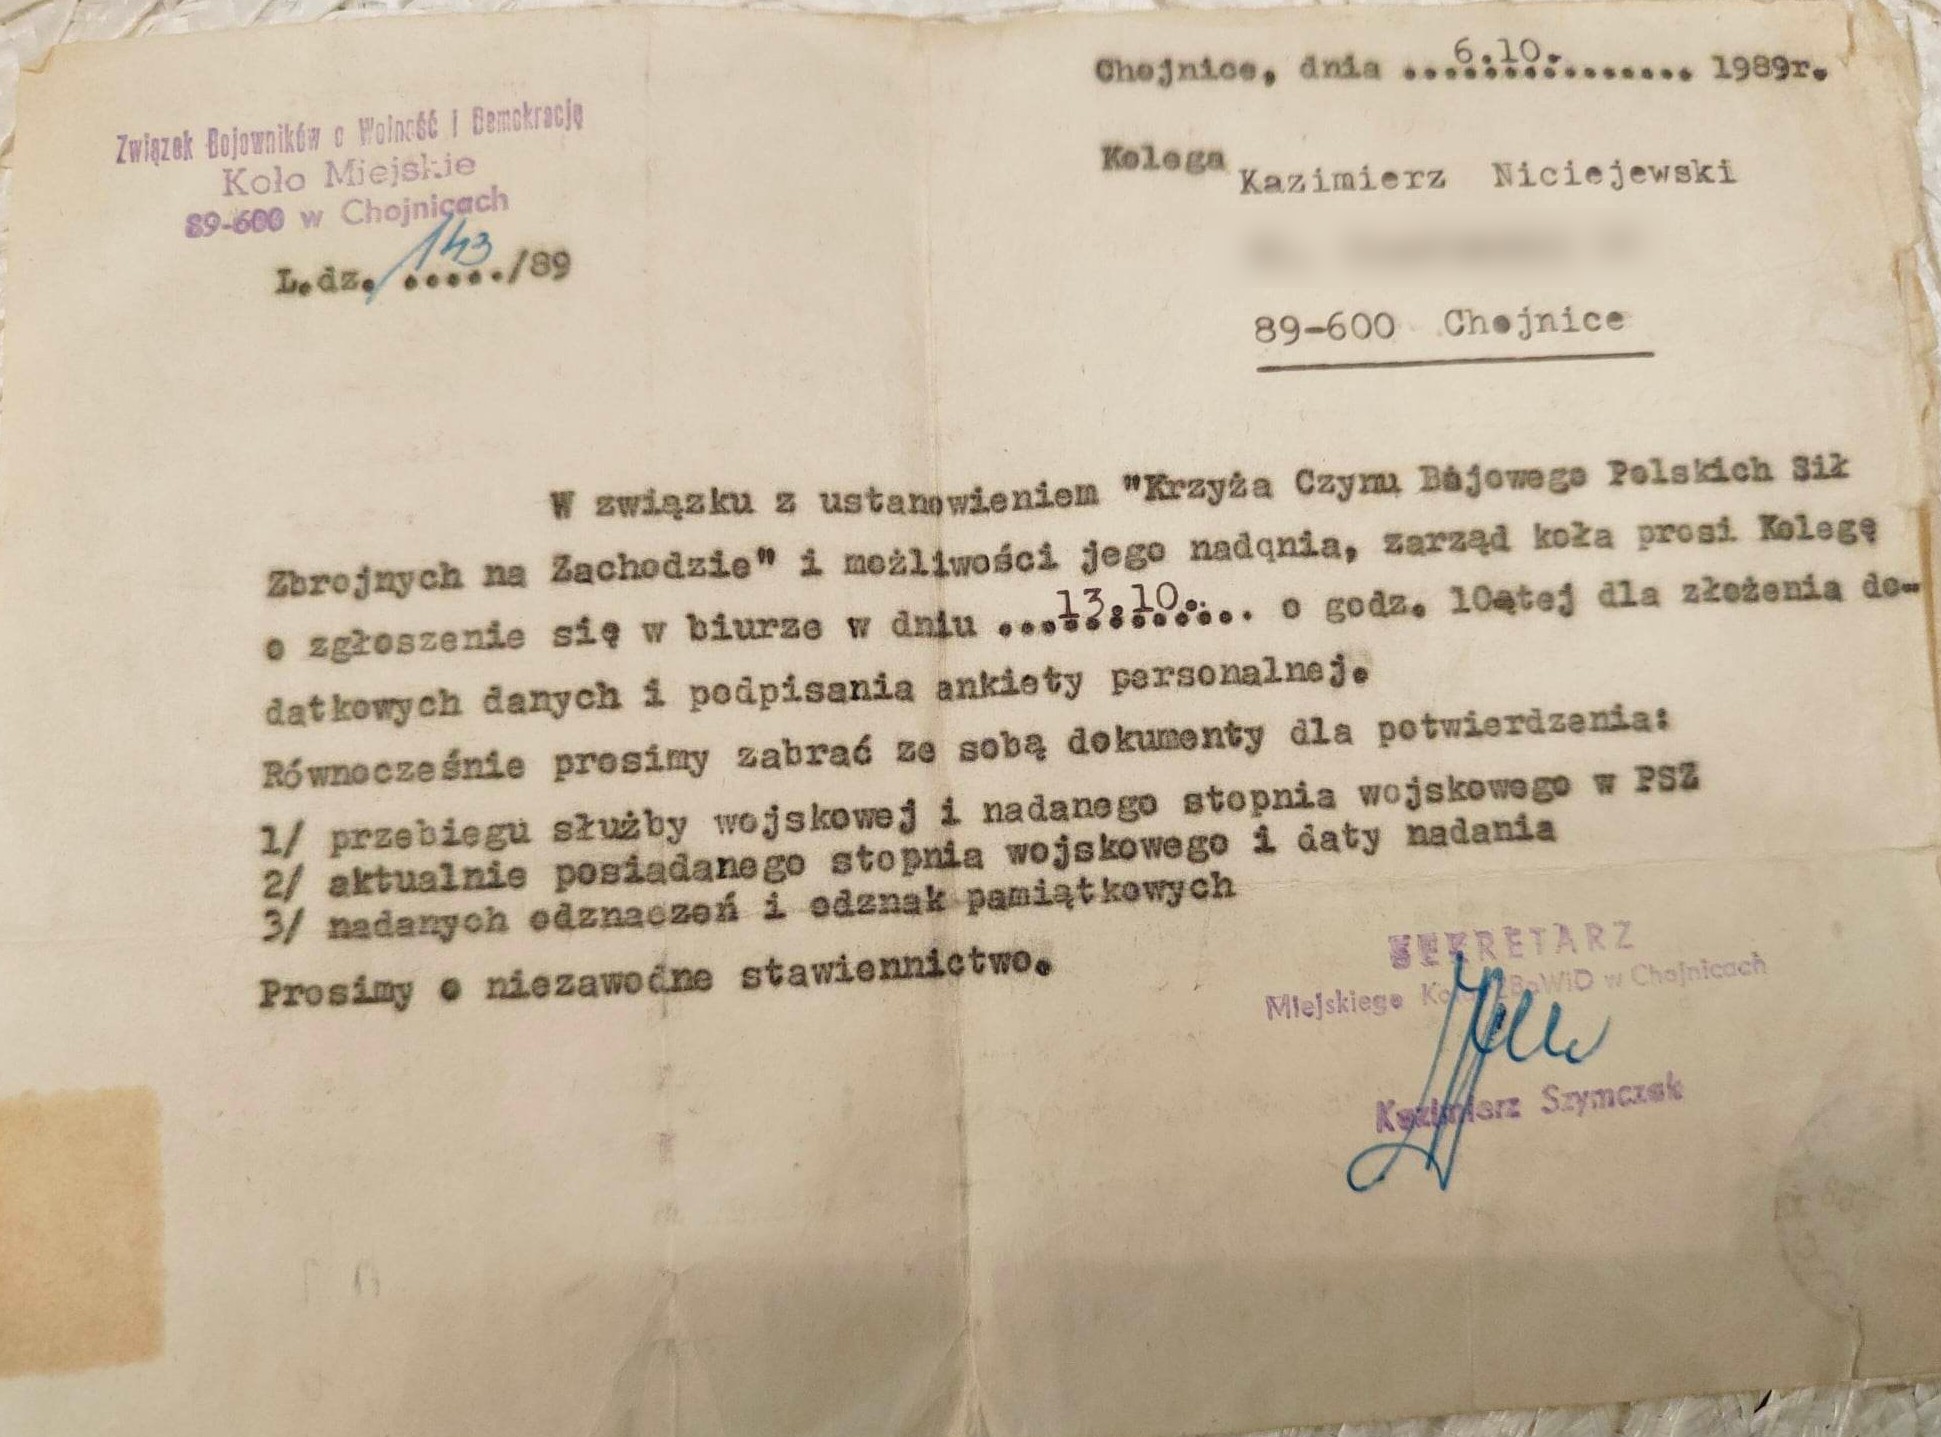 Chojnice, dnia ...6.10.... 1989r.
Związek Bojowników o Wolność i Demokrację
Koło Miejskie
89-600 w Chojnicach
L.dz. 143 /89
Kolega Kazimierz Niciejewski
89-600 Chojnice
W związku z ustanowieniem "Krzyża Czynu Bojowego Polskich Sił
Zbrojnych na Zachodzie" i możliwości jego nadqnia, zarząd koła prosi Kolegę
o zgłoszenie się w biurze w dniu ...13.10.... o godz. 10-tej dla złożenia do-
datkowych danych i podpisania ankiety personalnej.
Równocześnie prosimy zabrać ze sobą dokumenty dla potwierdzenia:
1/ przebiegu służby wojskowej i nadanego stopnia wojskowego w PSZ
2/ aktualnie posiadanego stopnia wojskowego i daty nadania
3/ nadanych odznaczeń i odznak pamiątkowych
Prosimy o niezawodne stawiennictwo.
SEKRETARZ
Miejskiego Koła ZBoWiD w Chojnicach
Kazimierz Szymczak